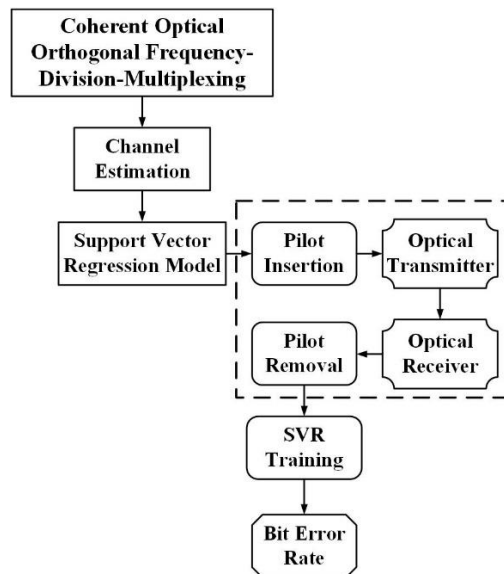 Coherent Optical
Orthogonal Frequency-
Division-Multiplexing
Channel
Estimation
Support Vector
Regression Model
Pilot
Insertion
Optical
Transmitter
Optical
Receiver
Pilot
Removal
SVR
Training
Bit Error
Rate